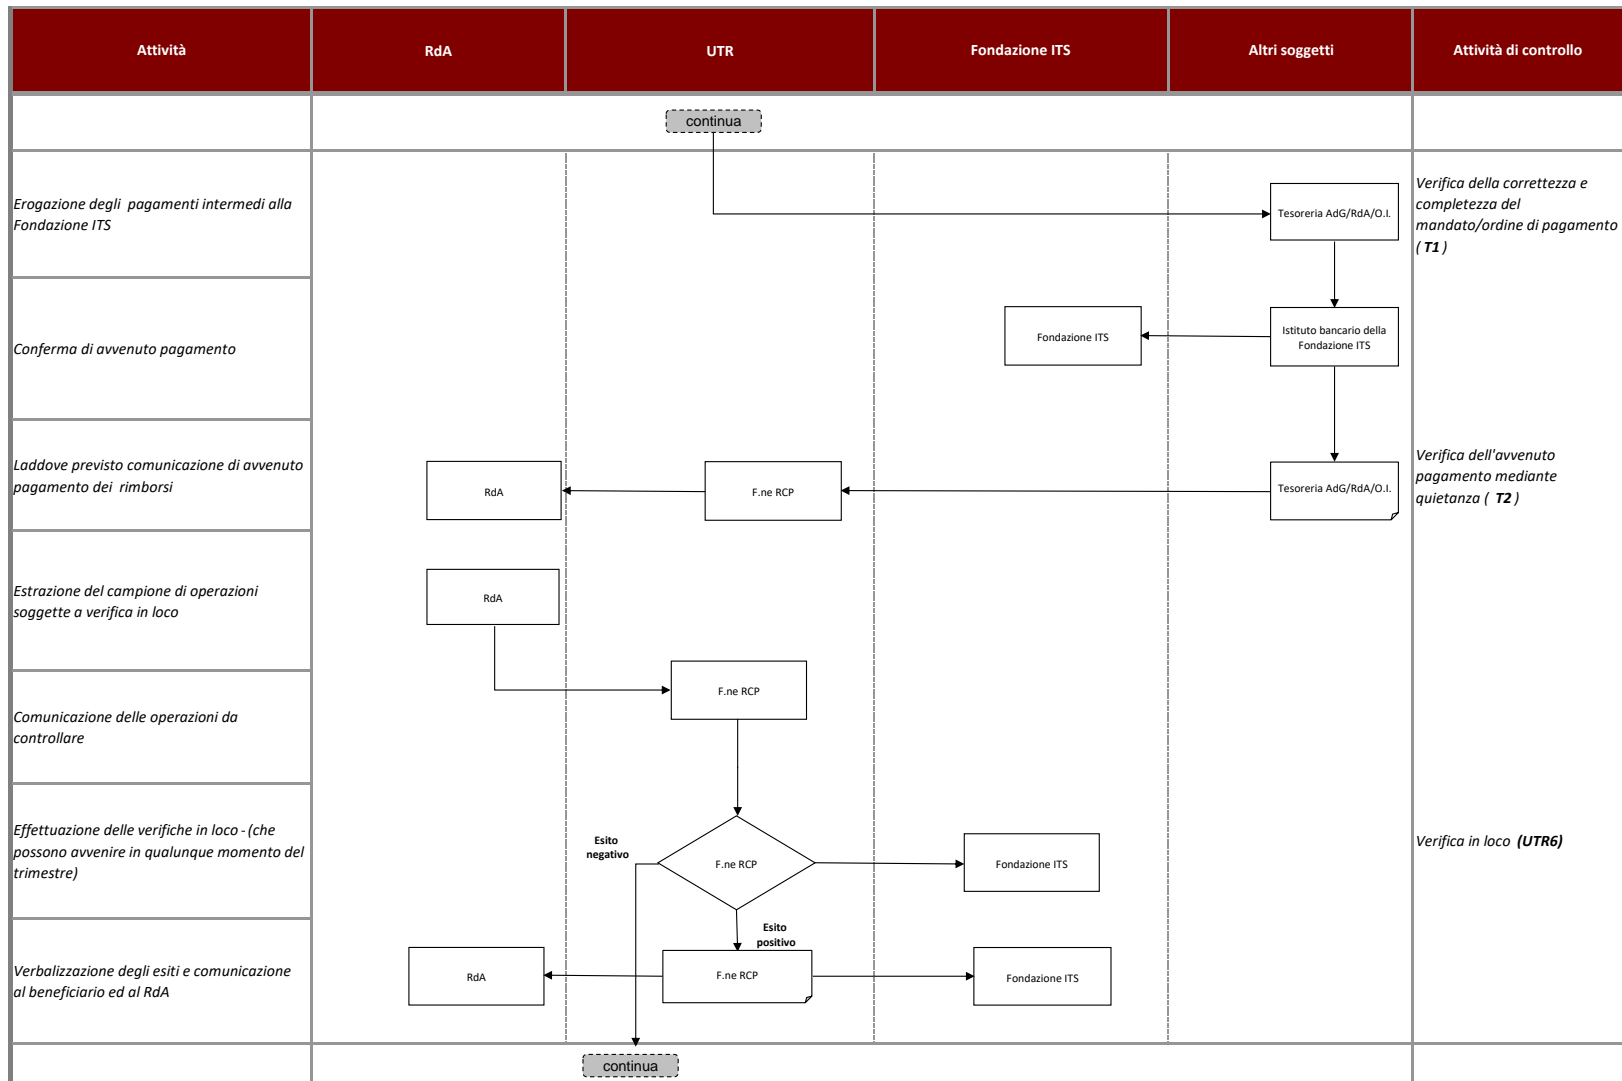 Attività
RdA
UTR
Fondazione ITS
Altri soggetti
Attività di controllo
continua
Erogazione degli  pagamenti intermedi alla
Fondazione ITS
Tesoreria AdG/RdA/O.I.
Verifica della correttezza e
completezza del
mandato/ordine di pagamento
( T1 )
Conferma di avvenuto pagamento
Fondazione ITS
Istituto bancario della
Fondazione ITS
Laddove previsto comunicazione di avvenuto
pagamento dei  rimborsi
RdA
F.ne RCP
Tesoreria AdG/RdA/O.I.
Verifica dell'avvenuto
pagamento mediante
quietanza (  T2 )
Estrazione del campione di operazioni
soggette a verifica in loco
RdA
Comunicazione delle operazioni da
controllare
F.ne RCP
Effettuazione delle verifiche in loco - (che
possono avvenire in qualunque momento del
trimestre)
Esito
negativo
F.ne RCP
Fondazione ITS
Verifica in loco  (UTR6)
Esito
positivo
Verbalizzazione degli esiti e comunicazione
al beneficiario ed al RdA
RdA
F.ne RCP
Fondazione ITS
continua